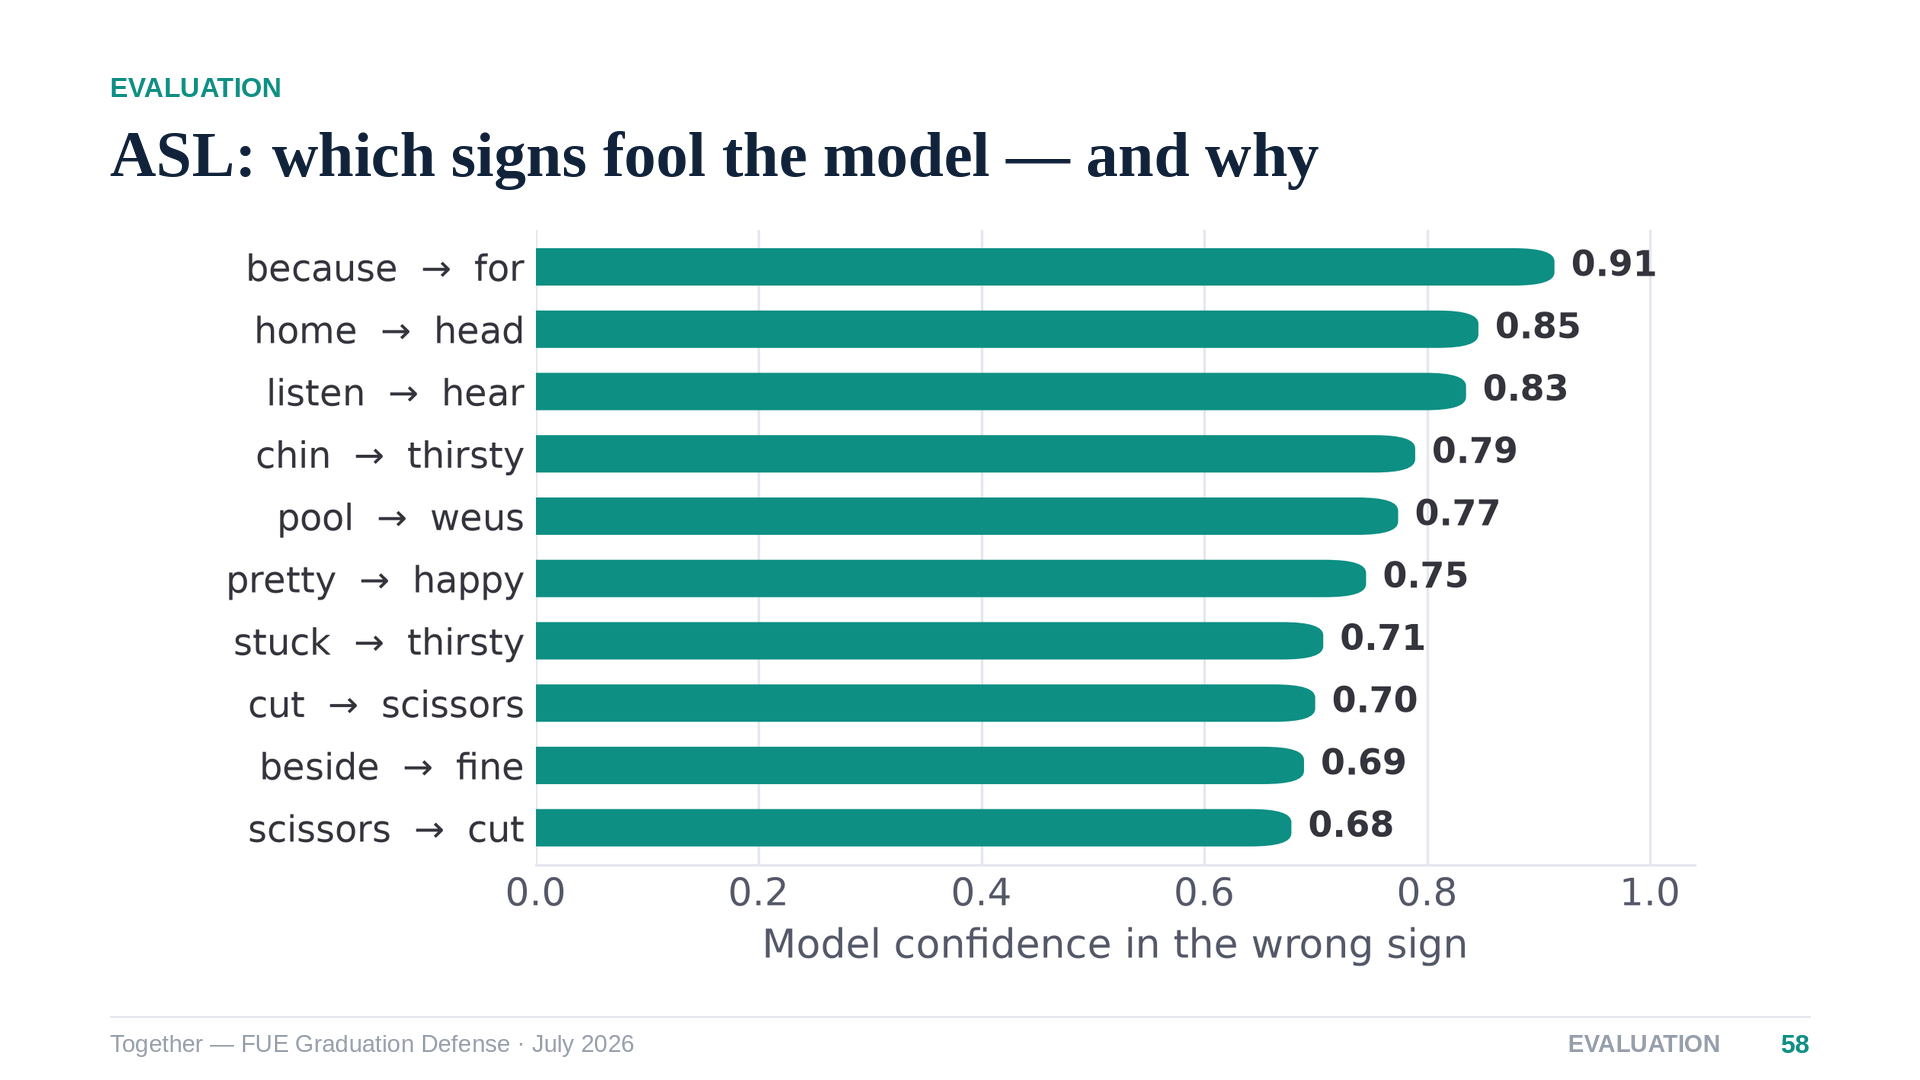 EVALUATION
ASL: which signs fool the model — and why
because → for 0.91
home → head 0.85
listen → hear 0.83
chin → thirsty 0.79
pool → weus 0.77
pretty → happy 0.75
stuck → thirsty 0.71
cut → scissors 0.70
beside → fine 0.69
scissors → cut 0.68
0.0 0.2 0.4 0.6 0.8 1.0
Model confidence in the wrong sign
Together — FUE Graduation Defense · July 2026 EVALUATION 58